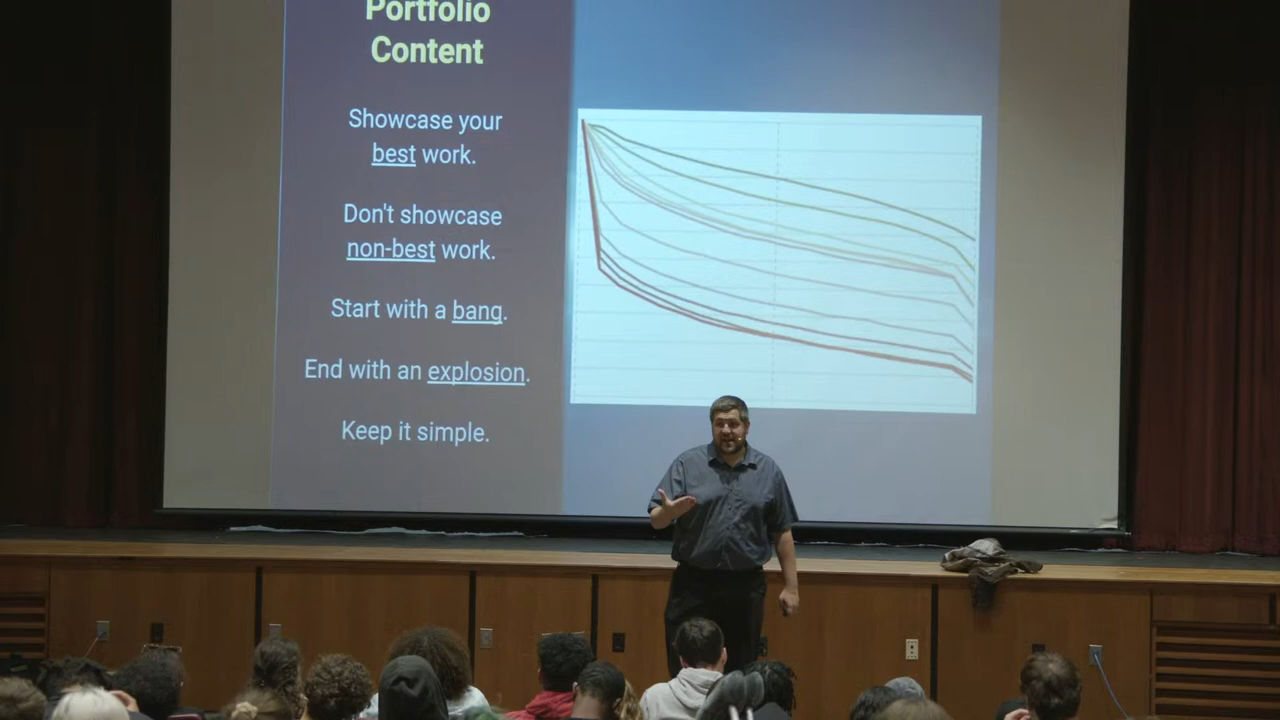 Portfolio
Content
Showcase your
best work.
Don't showcase
non-best work.
Start with a bang.
End with an explosion.
Keep it simple.